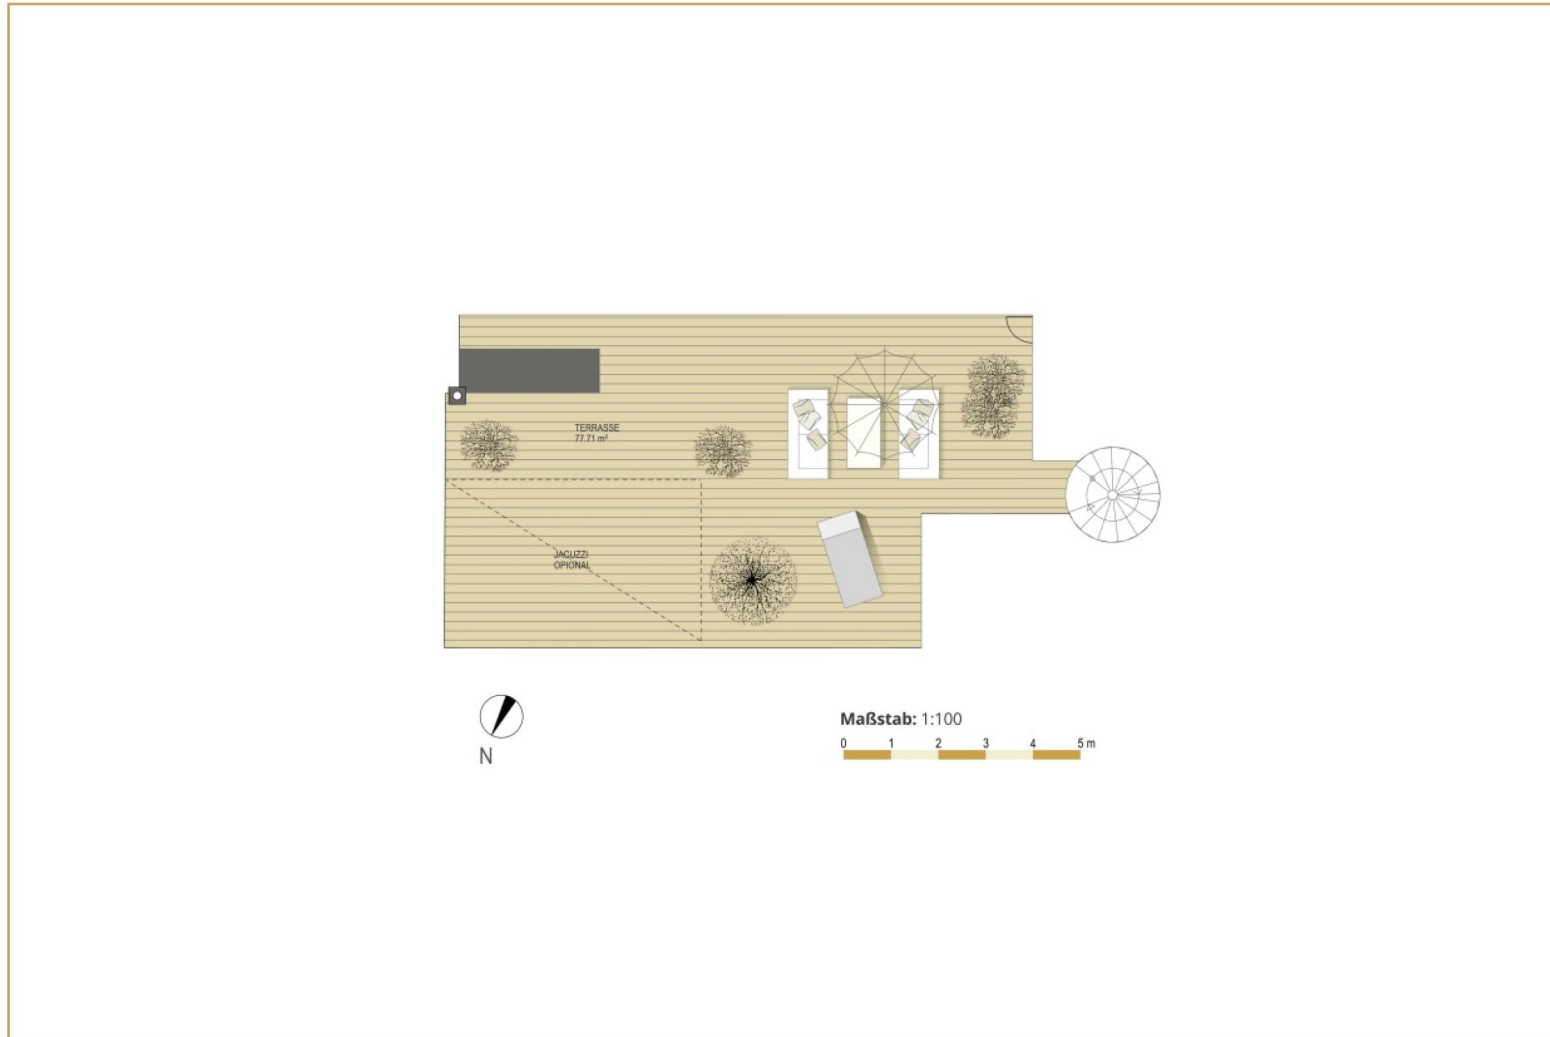 TERRASSE
77.71 m²
JACUZZI
OPIONAL
N
Maßstab: 1:100
0 1 2 3 4 5 m